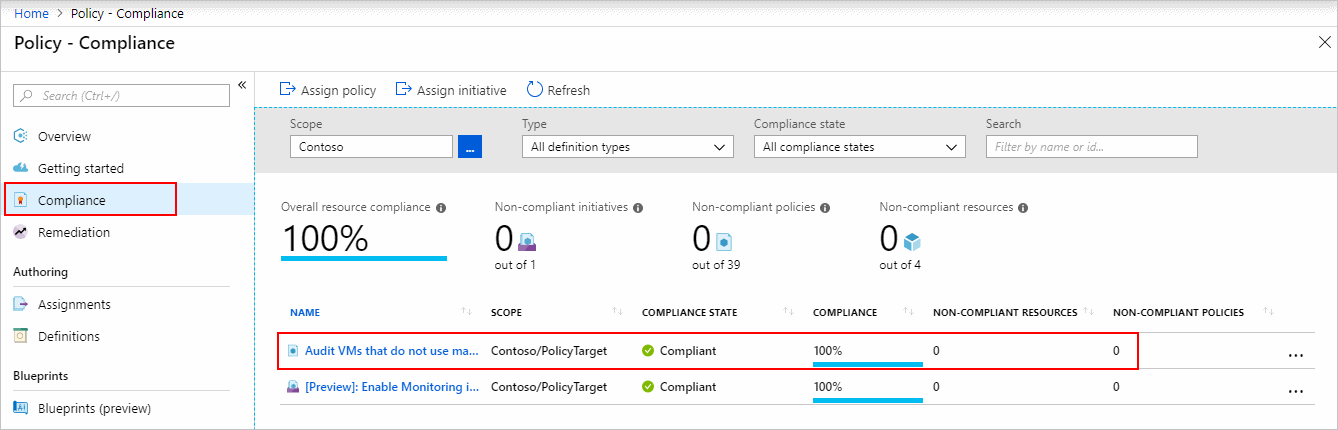 Home > Policy - Compliance
Policy - Compliance
Search (Ctrl+/)
Overview
Getting started
Compliance
Remediation
Authoring
Assignments
Definitions
Blueprints
Blueprints (preview)
Assign policy Assign initiative Refresh
Scope Type Compliance state Search
Contoso ... All definition types All compliance states Filter by name or id...
Overall resource compliance Non-compliant initiatives Non-compliant policies Non-compliant resources
100% 0 0 0
out of 1 out of 39 out of 4
NAME SCOPE COMPLIANCE STATE COMPLIANCE NON-COMPLIANT RESOURCES NON-COMPLIANT POLICIES
Audit VMs that do not use ma... Contoso/PolicyTarget Compliant 100% 0 0 ...
[Preview]: Enable Monitoring i... Contoso/PolicyTarget Compliant 100% 0 0 ...